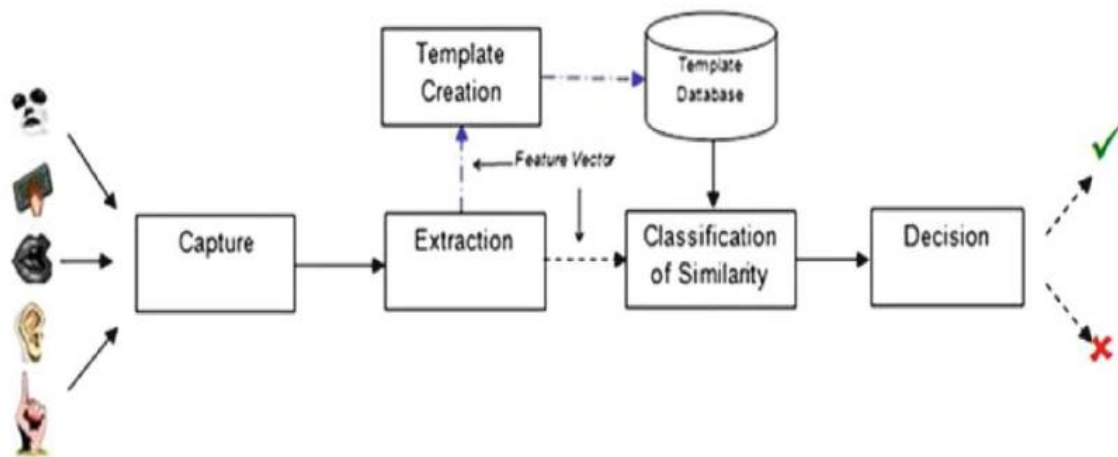 Template
Creation
Template
Database
Feature Vector
Capture
Extraction
Classification
of Similarity
Decision